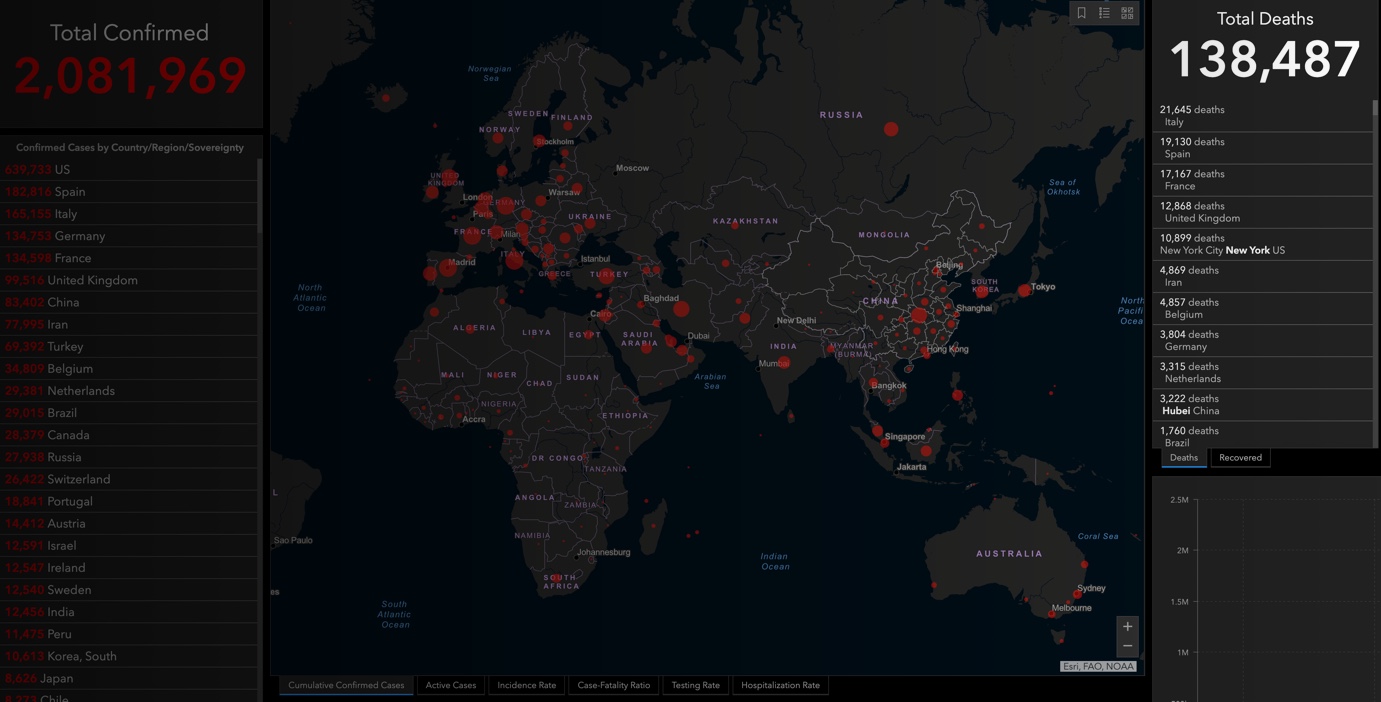 Total Confirmed
2,081,969
Confirmed Cases by Country/Region/Sovereignty
639,733 US
182,816 Spain
165,155 Italy
134,753 Germany
134,598 France
99,516 United Kingdom
83,402 China
77,995 Iran
69,392 Turkey
34,809 Belgium
29,381 Netherlands
29,015 Brazil
28,379 Canada
27,938 Russia
26,422 Switzerland
18,841 Portugal
14,412 Austria
12,591 Israel
12,547 Ireland
12,540 Sweden
12,456 India
11,475 Peru
10,613 Korea, South
8,626 Japan
Chile
Norwegian
Sea
SWEDEN
FINLAND
NORWAY
Stockholm
RUSSIA
Moscow
UNITED
KINGDOM
Sea of
Okhotsk
London
Warsaw
GERMANY
Paris
UKRAINE
KAZAKHSTAN
FRANCE
Milan
MONGOLIA
ITALY
Istanbul
Madrid
GREECE
TURKEY
Beijing
North
Atlantic
Ocean
SOUTH
KOREA
Tokyo
Baghdad
CHINA
Shanghai
North
Pacific
Ocea
Cairo
New Delhi
ALGERIA
LIBYA
EGYPT
SAUDI
ARABIA
Dubai
INDIA
MYANMAR
(BURMA)
Hong Kong
Mumbai
MALI
NIGER
CHAD
SUDAN
Arabian
Sea
Bangkok
NIGERIA
Accra
ETHIOPIA
Singapore
DR CONGO
TANZANIA
Jakarta
L
ANGOLA
ZAMBIA
Sao Paulo
NAMIBIA
Johannesburg
Indian
Ocean
Coral Sea
AUSTRALIA
SOUTH
AFRICA
es
Sydney
South
Atlantic
Ocean
Melbourne
+
−
Esri, FAO, NOAA
Cumulative Confirmed Cases
Active Cases
Incidence Rate
Case-Fatality Ratio
Testing Rate
Hospitalization Rate
Total Deaths
138,487
21,645 deaths
Italy
19,130 deaths
Spain
17,167 deaths
France
12,868 deaths
United Kingdom
10,899 deaths
New York City New York US
4,869 deaths
Iran
4,857 deaths
Belgium
3,804 deaths
Germany
3,315 deaths
Netherlands
3,222 deaths
Hubei China
1,760 deaths
Brazil
Deaths
Recovered
2.5M
2M
1.5M
1M